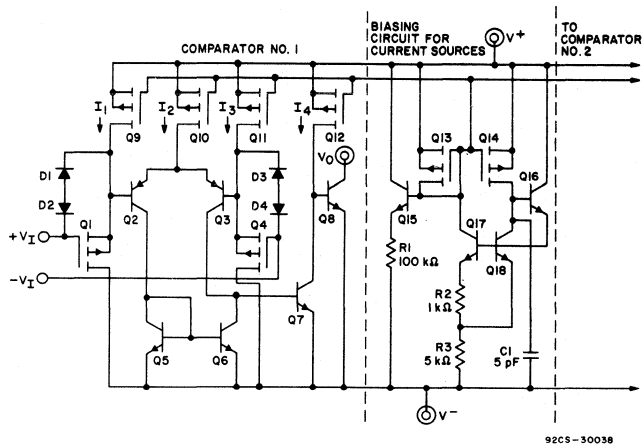 BIASING
CIRCUIT FOR
CURRENT SOURCES
V+
TO
COMPARATOR
NO. 2
COMPARATOR NO. 1
I1
I2
I3
I4
Q9
Q10
Q11
Q12
Q13
Q14
VO
D1
D2
D3
D4
Q1
Q2
Q3
Q4
Q8
Q15
Q16
Q17
Q18
+VI
-VI
R1
100 kΩ
R2
1 kΩ
R3
5 kΩ
C1
5 pF
Q5
Q6
Q7
V-
92CS-30038